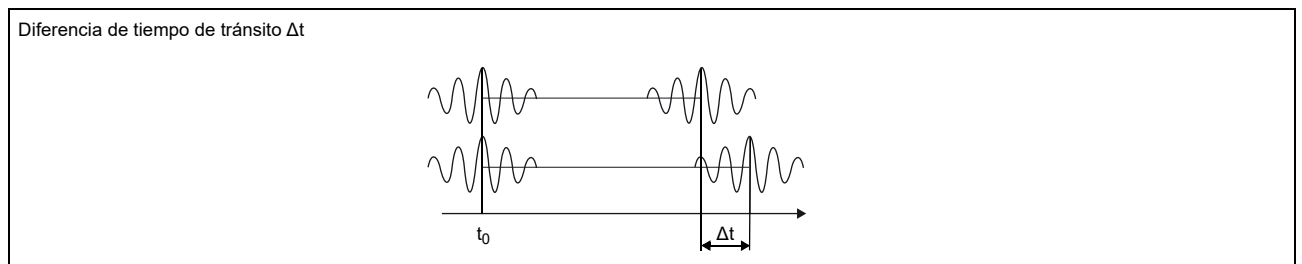 Diferencia de tiempo de tránsito Δt
t₀
Δt